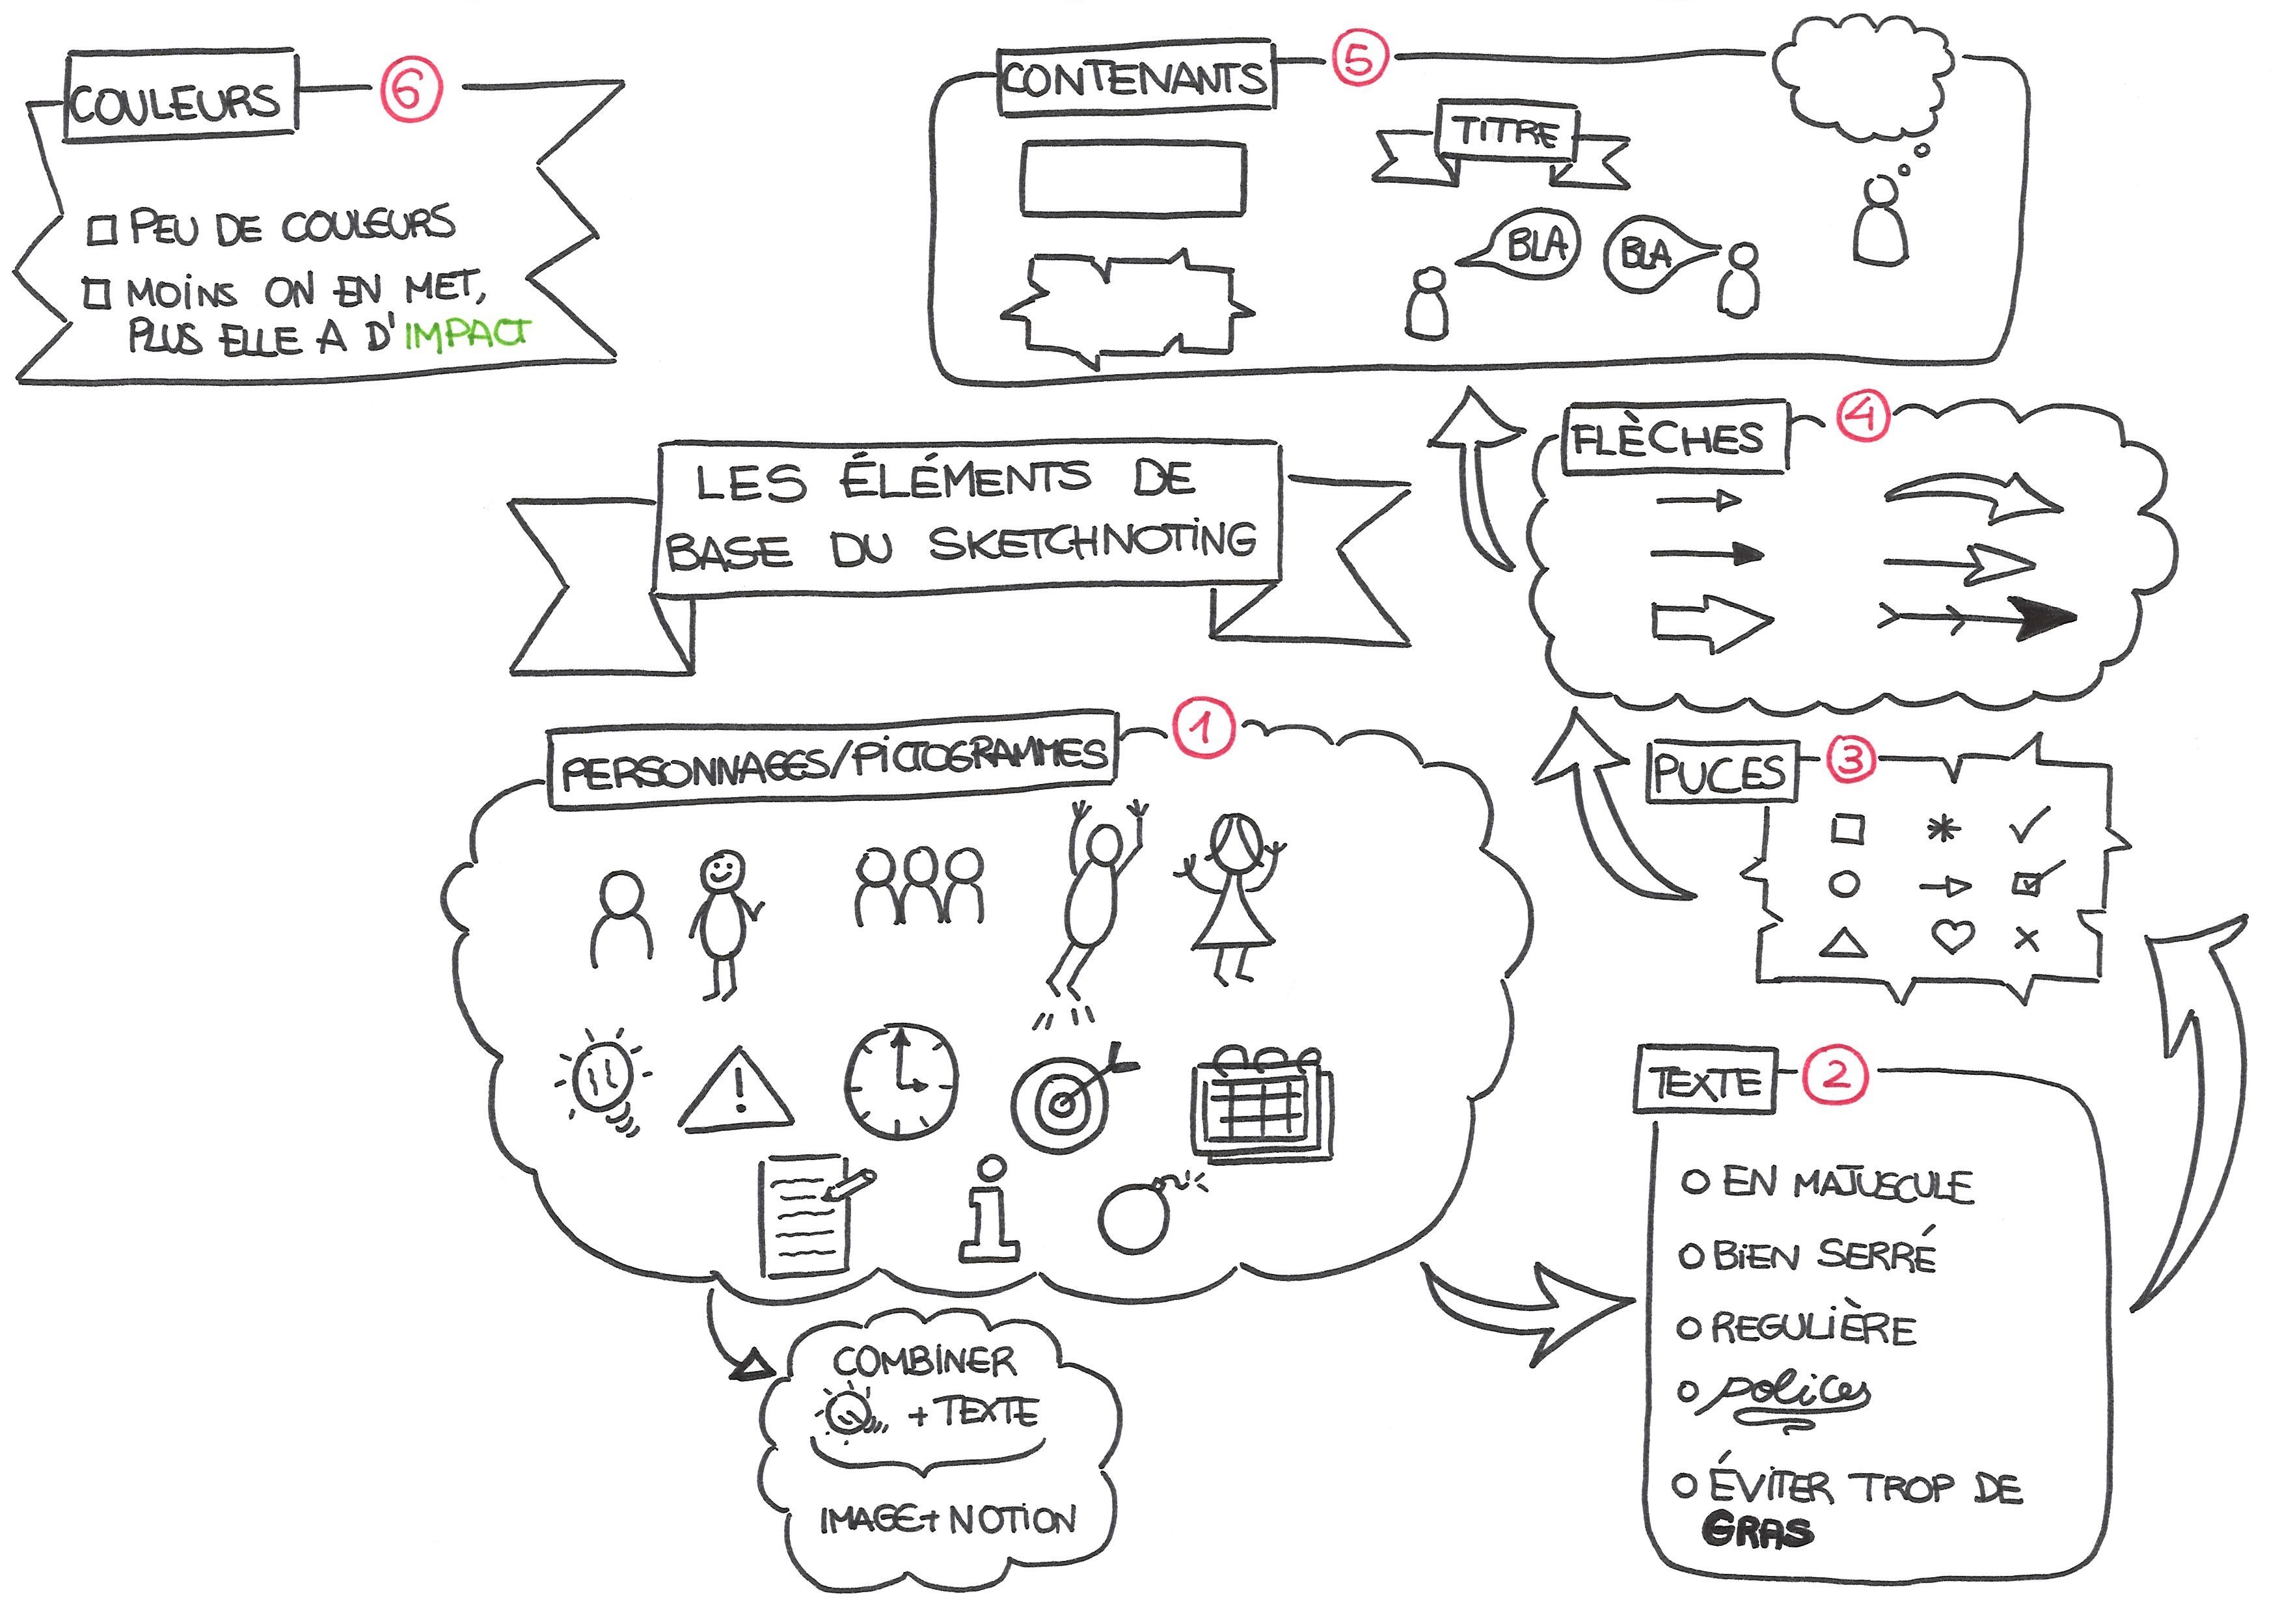 LES ÉLÉMENTS DE
BASE DU SKETCHNOTING
PERSONNAGES/PICTOGRAMMES
1
COMBINER
+ TEXTE
IMAGE + NOTION
TEXTE
2
EN MAJUSCULE
BIEN SERRÉ
REGULIÈRE
polices
ÉVITER TROP DE
GRAS
PUCES
3
FLÈCHES
4
CONTENANTS
5
TITRE
BLA
BLA
COULEURS
6
PEU DE COULEURS
MOINS ON EN MET,
PLUS ELLE A D'IMPACT